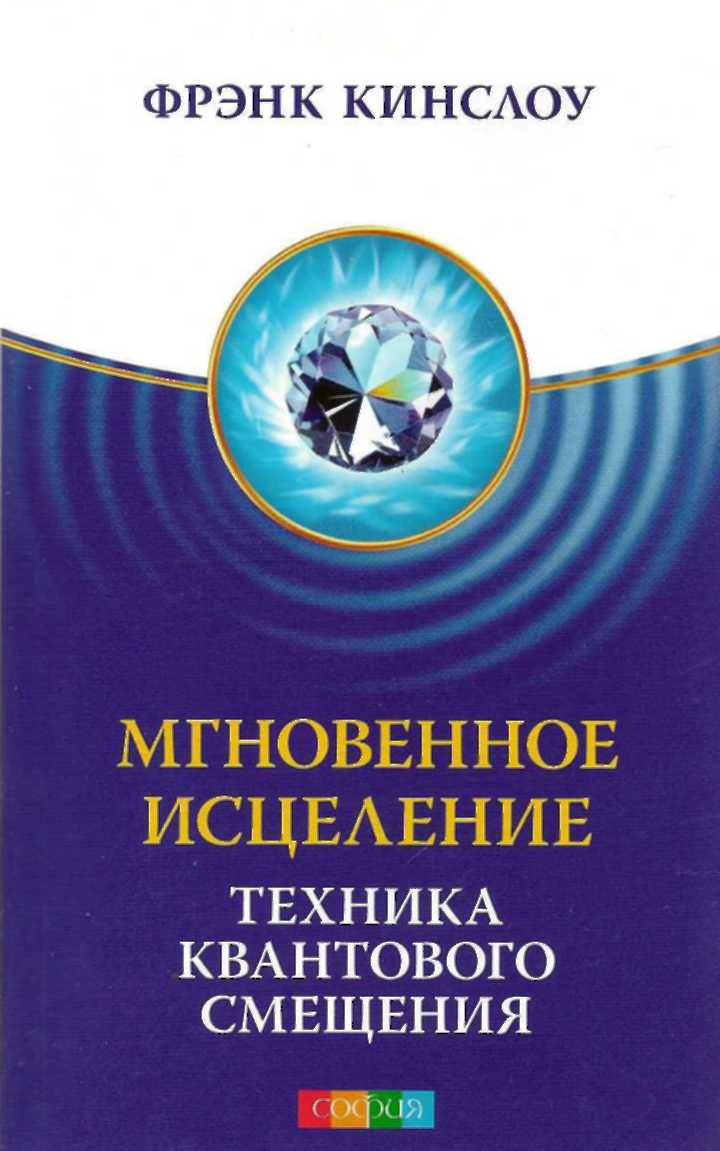 ФРЭНК КИНСЛОУ
МГНОВЕННОЕ
ИСЦЕЛЕНИЕ
ТЕХНИКА
КВАНТОВОГО
СМЕЩЕНИЯ
софия